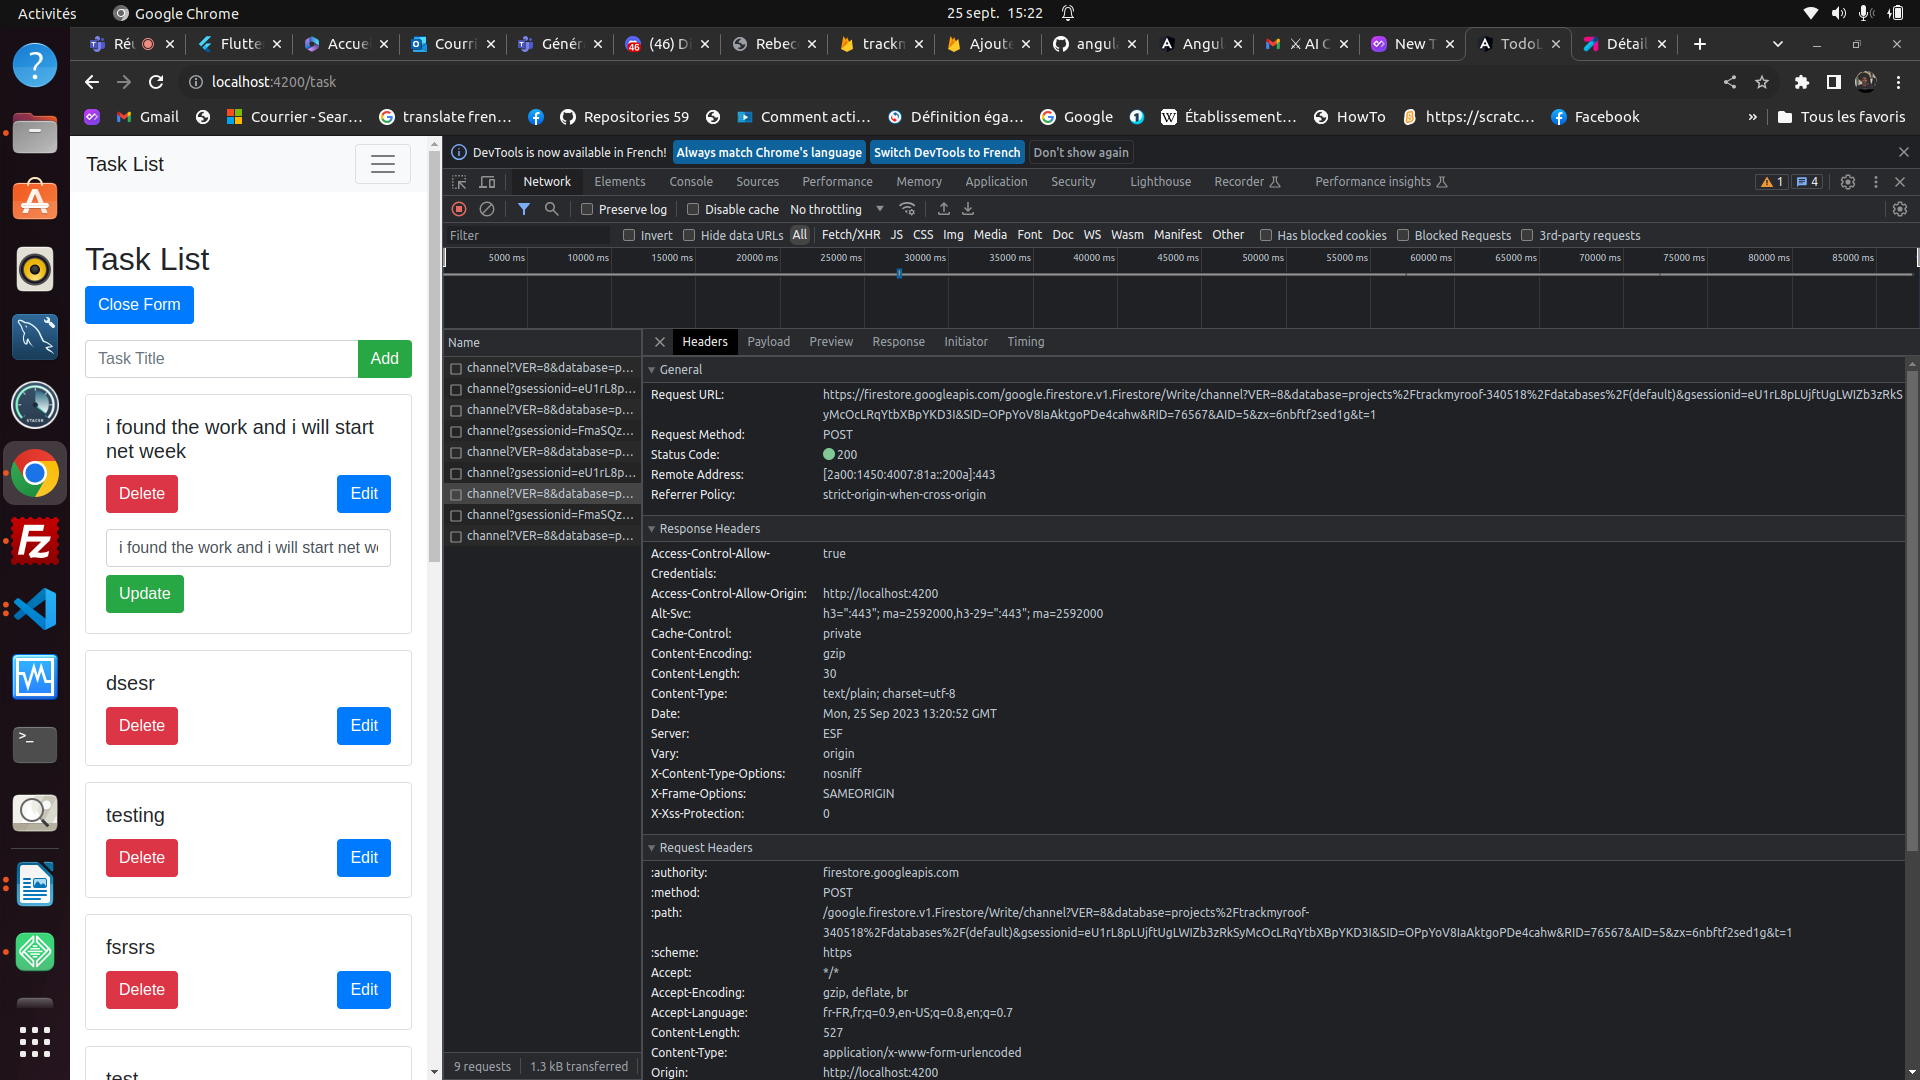 Activités
Google Chrome
25 sept. 15:22
Réu
Flutte
Accue
Courri
Génér
(46) Di
Rebec
trackm
Ajoute
angul
Angul
⚔ AI C
New T
TodoL
Détail
localhost:4200/task
Gmail
Courrier - Sear…
translate fren…
Repositories 59
Comment acti…
Définition éga…
Google
Établissement…
HowTo
https://scratc…
Facebook
»
Tous les favoris
Task List
Task List
Close Form
Task Title
Add
i found the work and i will start
net week
Delete
Edit
i found the work and i will start net w
Update
dsesr
Delete
Edit
testing
Delete
Edit
fsrsrs
Delete
Edit
test
DevTools is now available in French!
Always match Chrome's language
Switch DevTools to French
Don't show again
Network
Elements
Console
Sources
Performance
Memory
Application
Security
Lighthouse
Recorder
Performance insights
1
4
Preserve log
Disable cache
No throttling
Filter
Invert
Hide data URLs
All
Fetch/XHR
JS
CSS
Img
Media
Font
Doc
WS
Wasm
Manifest
Other
Has blocked cookies
Blocked Requests
3rd-party requests
5000 ms
10000 ms
15000 ms
20000 ms
25000 ms
30000 ms
35000 ms
40000 ms
45000 ms
50000 ms
55000 ms
60000 ms
65000 ms
70000 ms
75000 ms
80000 ms
85000 ms
Name
channel?VER=8&database=p…
channel?gsessionid=eU1rL8p…
channel?VER=8&database=p…
channel?gsessionid=FmaSQz…
channel?VER=8&database=p…
channel?gsessionid=eU1rL8p…
channel?VER=8&database=p…
channel?gsessionid=FmaSQz…
channel?VER=8&database=p…
9 requests
1.3 kB transferred
Headers
Payload
Preview
Response
Initiator
Timing
General
Request URL: https://firestore.googleapis.com/google.firestore.v1.Firestore/Write/channel?VER=8&database=projects%2Ftrackmyroof-340518%2Fdatabases%2F(default)&gsessionid=eU1rL8pLUjftUgLWIZb3zRkS
yMcOcLRqYtbXBpYKD3I&SID=OPpYoV8IaAktgoPDe4cahw&RID=76567&AID=5&zx=6nbftf2sed1g&t=1
Request Method: POST
Status Code: 200
Remote Address: [2a00:1450:4007:81a::200a]:443
Referrer Policy: strict-origin-when-cross-origin
Response Headers
Access-Control-Allow- true
Credentials:
Access-Control-Allow-Origin: http://localhost:4200
Alt-Svc: h3=":443"; ma=2592000,h3-29=":443"; ma=2592000
Cache-Control: private
Content-Encoding: gzip
Content-Length: 30
Content-Type: text/plain; charset=utf-8
Date: Mon, 25 Sep 2023 13:20:52 GMT
Server: ESF
Vary: origin
X-Content-Type-Options: nosniff
X-Frame-Options: SAMEORIGIN
X-Xss-Protection: 0
Request Headers
:authority: firestore.googleapis.com
:method: POST
:path: /google.firestore.v1.Firestore/Write/channel?VER=8&database=projects%2Ftrackmyroof-
340518%2Fdatabases%2F(default)&gsessionid=eU1rL8pLUjftUgLWIZb3zRkSyMcOcLRqYtbXBpYKD3I&SID=OPpYoV8IaAktgoPDe4cahw&RID=76567&AID=5&zx=6nbftf2sed1g&t=1
:scheme: https
Accept: */*
Accept-Encoding: gzip, deflate, br
Accept-Language: fr-FR,fr;q=0.9,en-US;q=0.8,en;q=0.7
Content-Length: 527
Content-Type: application/x-www-form-urlencoded
Origin: http://localhost:4200